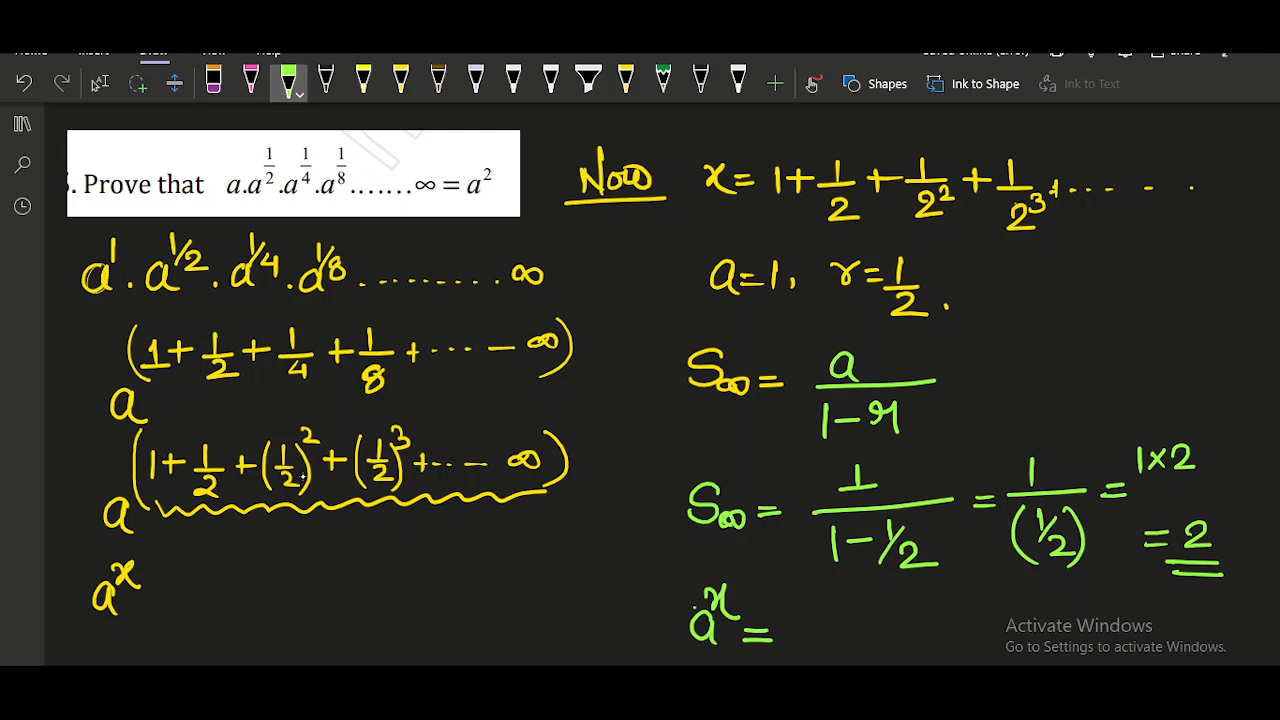 Shapes
Ink to Shape
Ink to Text
. Prove that a.a^(1/2).a^(1/4).a^(1/8).......∞ = a^2
a^1 . a^(1/2) . a^(1/4) . a^(1/8) .......... ∞
a^(1 + 1/2 + 1/4 + 1/8 + ... - ∞)
a^(1 + 1/2 + (1/2)^2 + (1/2)^3 + ... - ∞)
a^x
Now x = 1 + 1/2 + 1/2^2 + 1/2^3 + ... - - .
a = 1, r = 1/2 .
S∞ = a/(1-r)
S∞ = 1/(1-1/2) = 1/(1/2) = 1×2
= 2
a^x =
Activate Windows
Go to Settings to activate Windows.